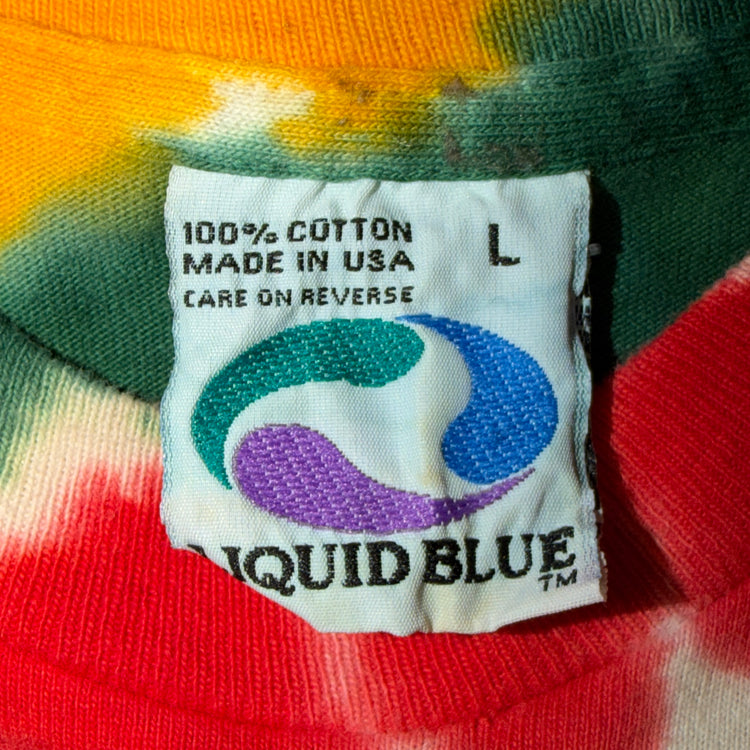 100% COTTON
MADE IN USA
CARE ON REVERSE
L
LIQUID BLUE
TM